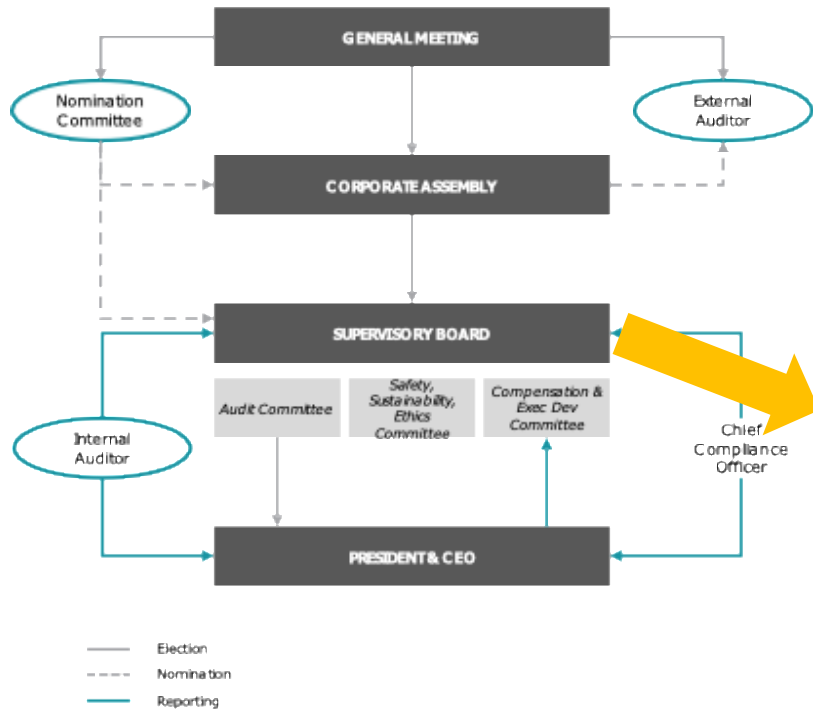 GENERAL MEETING
Nomination
Committee
External
Auditor
CORPORATE ASSEMBLY
SUPERVISORY BOARD
Audit Committee
Safety,
Sustainability,
Ethics
Committee
Compensation &
Exec Dev
Committee
Internal
Auditor
Chief
Compliance
Officer
PRESIDENT & CEO
Election
Nomination
Reporting